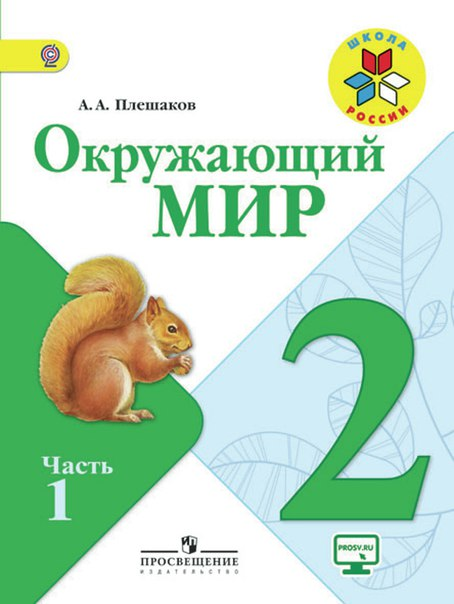 ШКОЛА
РОССИИ
А. А. Плешаков
Окружающий
МИР
2
Часть
1
ПРОСВЕЩЕНИЕ
ИЗДАТЕЛЬСТВО
PROSV.RU